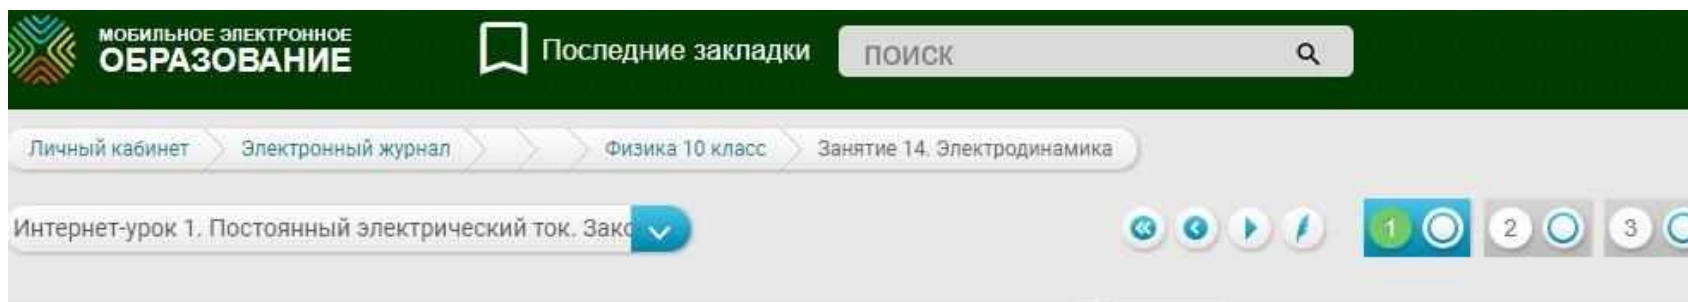 МОБИЛЬНОЕ ЭЛЕКТРОННОЕ
ОБРАЗОВАНИЕ
Последние закладки
поиск
Личный кабинет
Электронный журнал
Физика 10 класс
Занятие 14. Электродинамика
Интернет-урок 1. Постоянный электрический ток. Зако
1
2
3